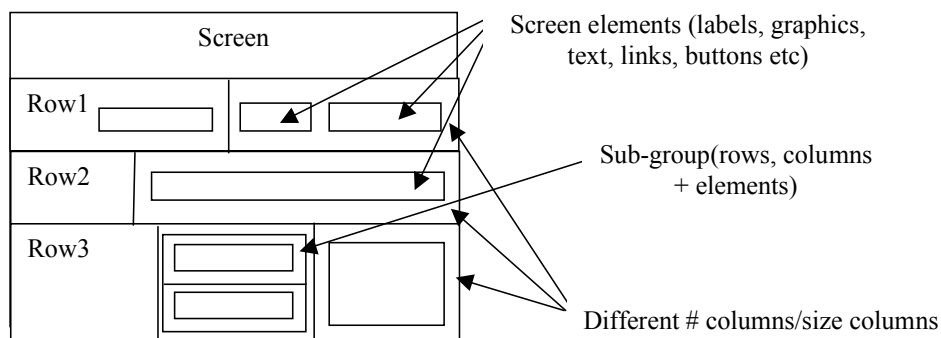 Screen
Screen elements (labels, graphics,
text, links, buttons etc)
Row1
Sub-group(rows, columns
+ elements)
Row2
Row3
Different # columns/size columns